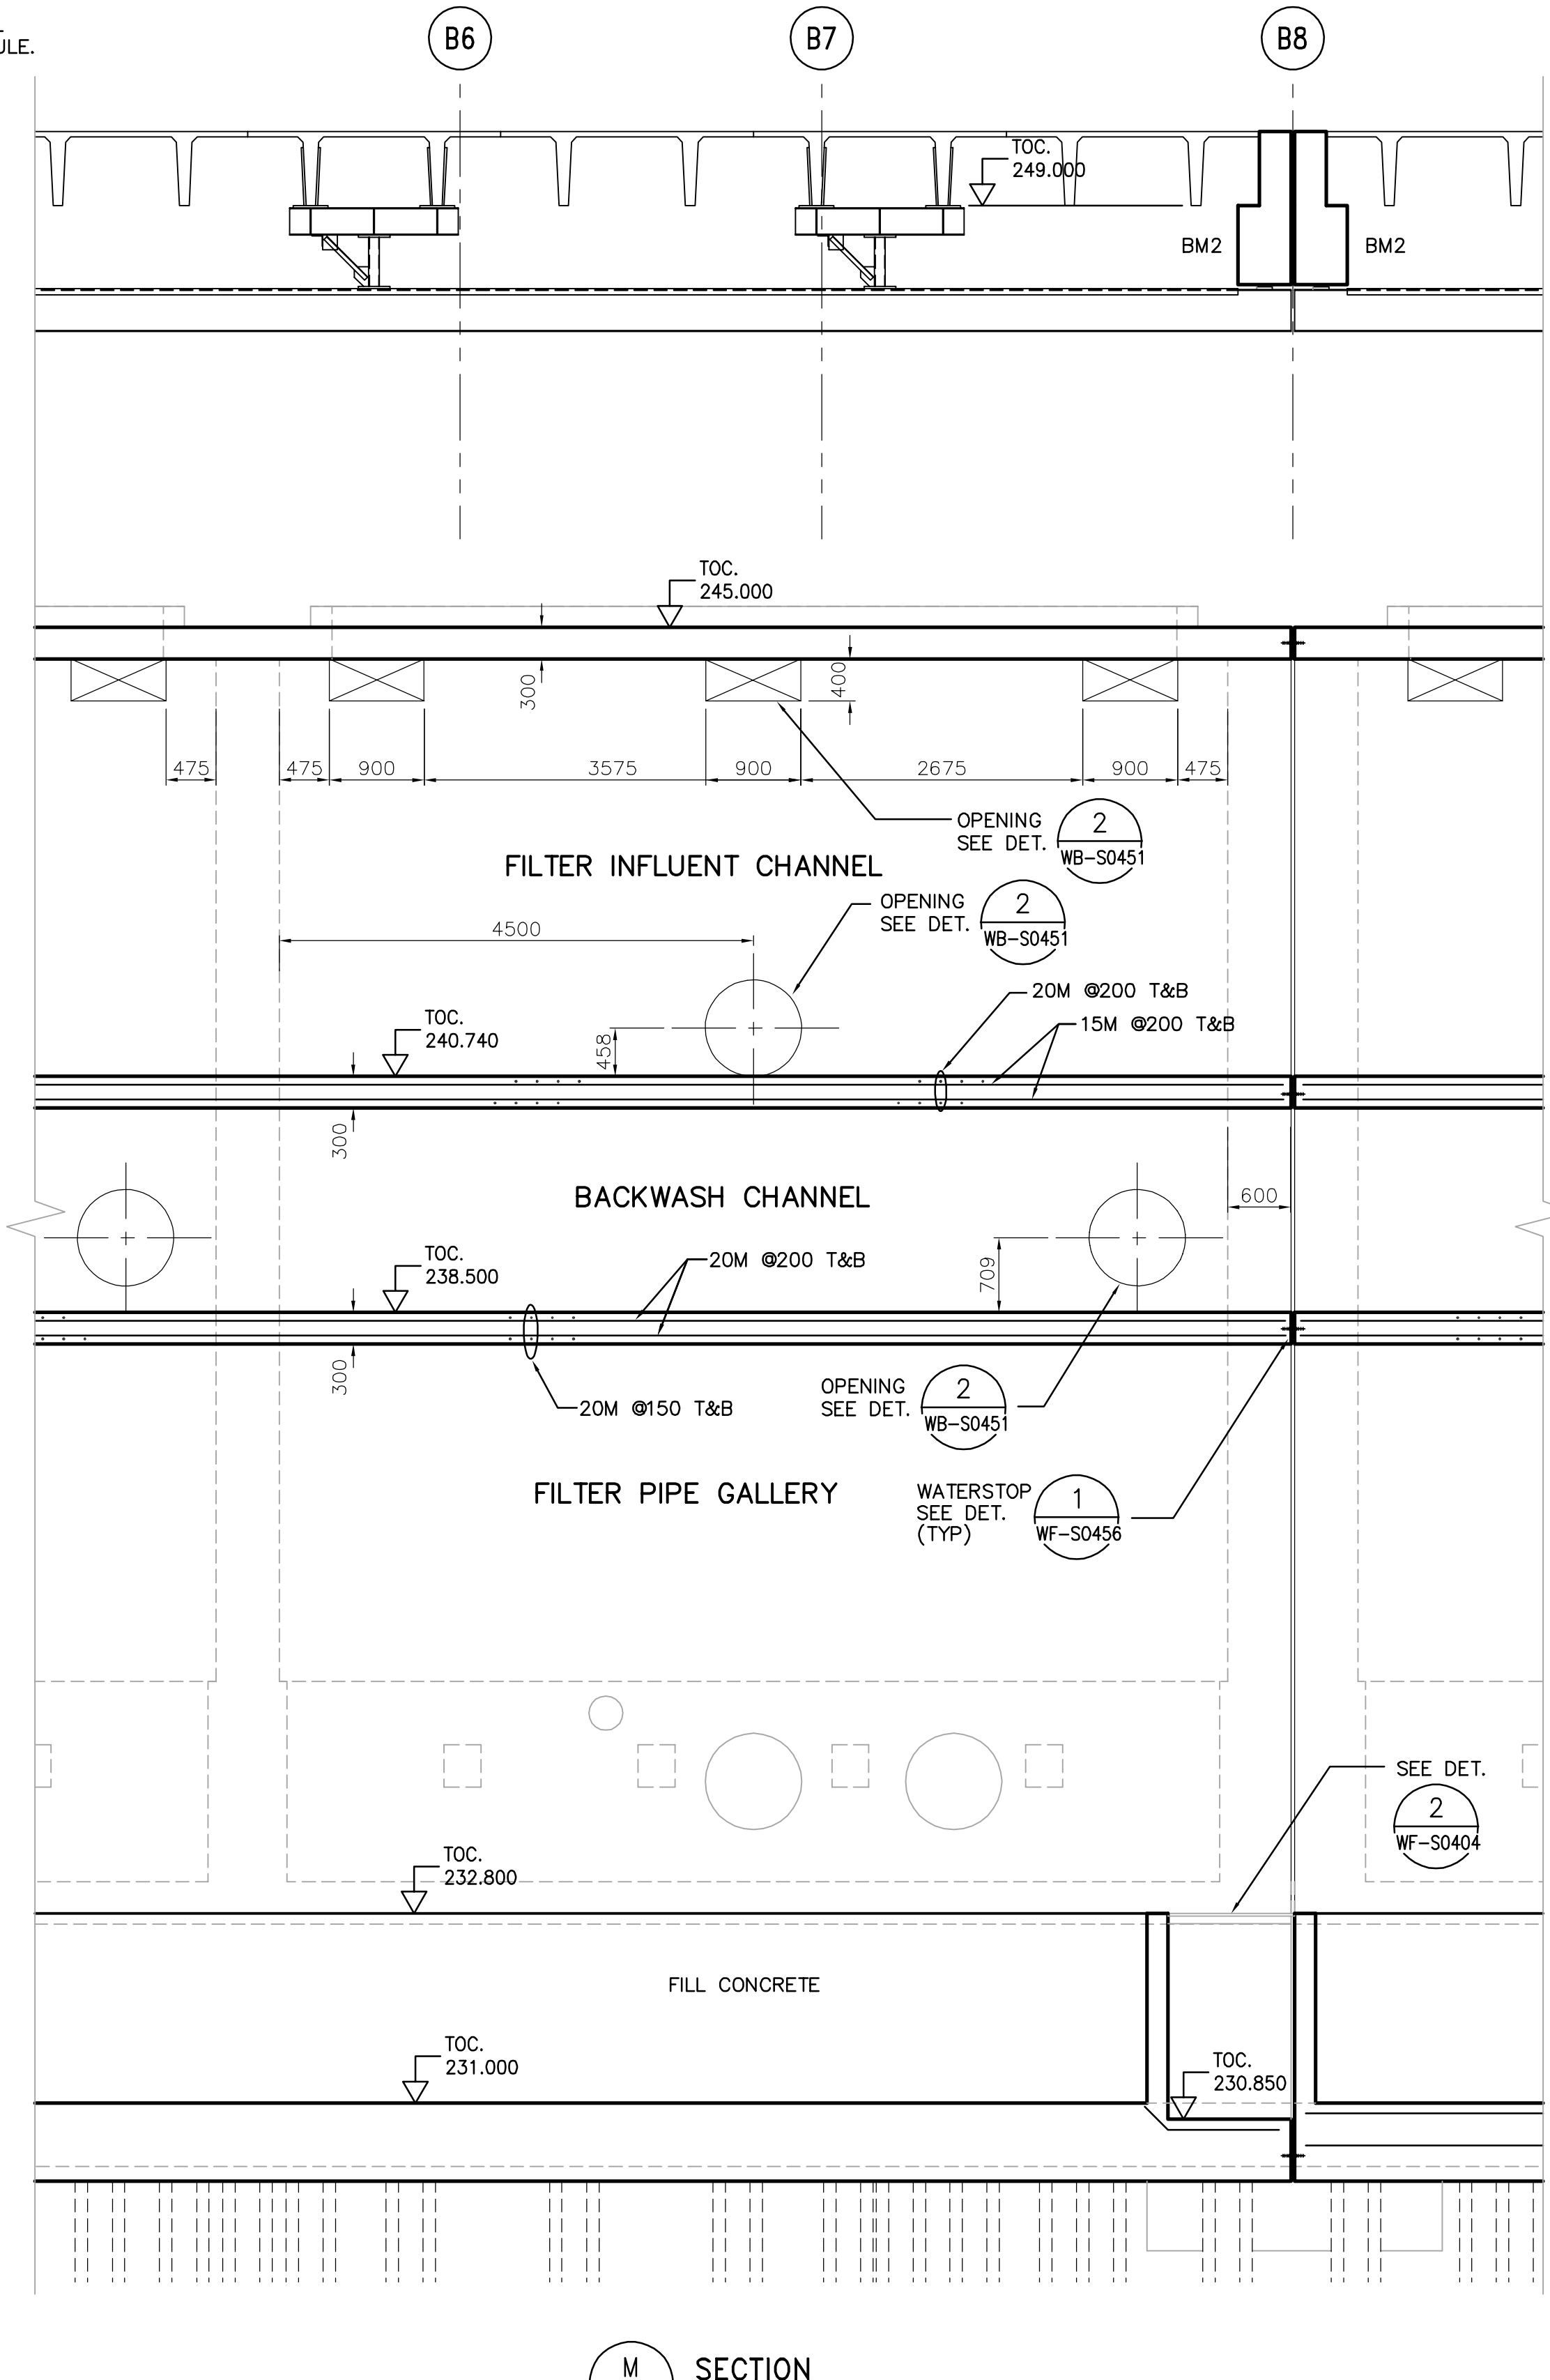 ULE.
B6
B7
B8
TOC.
249.000
BM2
BM2
TOC.
245.000
300
400
475
475
900
3575
900
2675
900
475
OPENING
SEE DET.
2
WB-S0451
FILTER INFLUENT CHANNEL
OPENING
SEE DET.
2
WB-S0451
4500
20M @200 T&B
15M @200 T&B
TOC.
240.740
458
300
BACKWASH CHANNEL
600
TOC.
238.500
20M @200 T&B
709
300
20M @150 T&B
OPENING
SEE DET.
2
WB-S0451
FILTER PIPE GALLERY
WATERSTOP
SEE DET.
(TYP)
1
WF-S0456
SEE DET.
2
WF-S0404
TOC.
232.800
FILL CONCRETE
TOC.
231.000
TOC.
230.850
M
SECTION